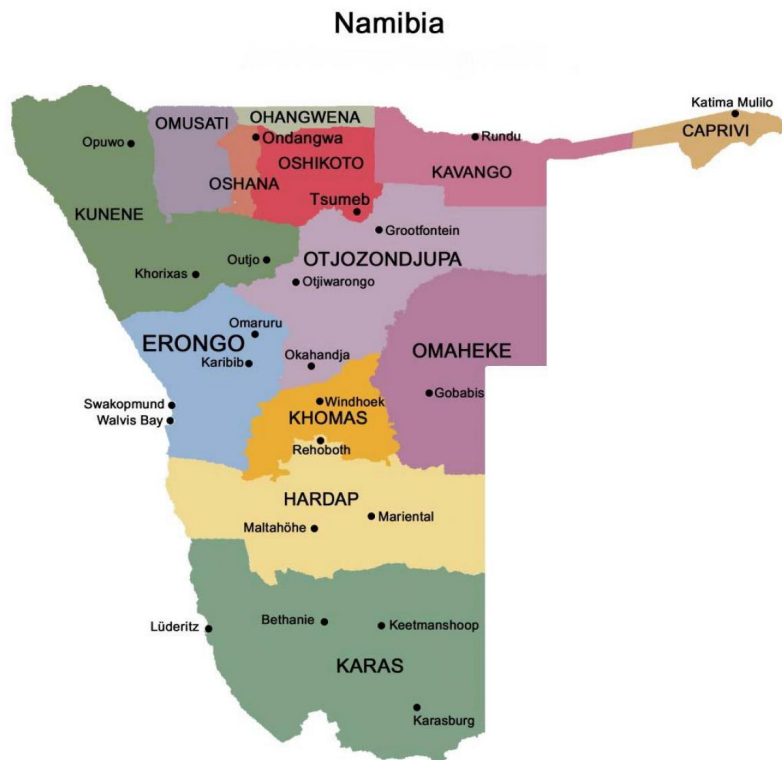 Namibia
Katima Mulilo
OHANGWENA
OMUSATI
CAPRIVI
Opuwo
Ondangwa
Rundu
OSHIKOTO
KAVANGO
OSHANA
Tsumeb
KUNENE
Grootfontein
Outjo
OTJOZONDJUPA
Khorixas
Otjiwarongo
Omaruru
ERONGO
OMAHEKE
Karibib
Okahandja
Gobabis
Swakopmund
Windhoek
Walvis Bay
KHOMAS
Rehoboth
HARDAP
Mariental
Maltahöhe
Bethanie
Keetmanshoop
Lüderitz
KARAS
Karasburg